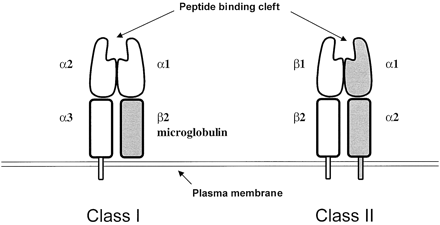 Peptide binding cleft
α2 α1 β1 α1
α3 β2 β2 α2
microglobulin
Plasma membrane
Class I Class II